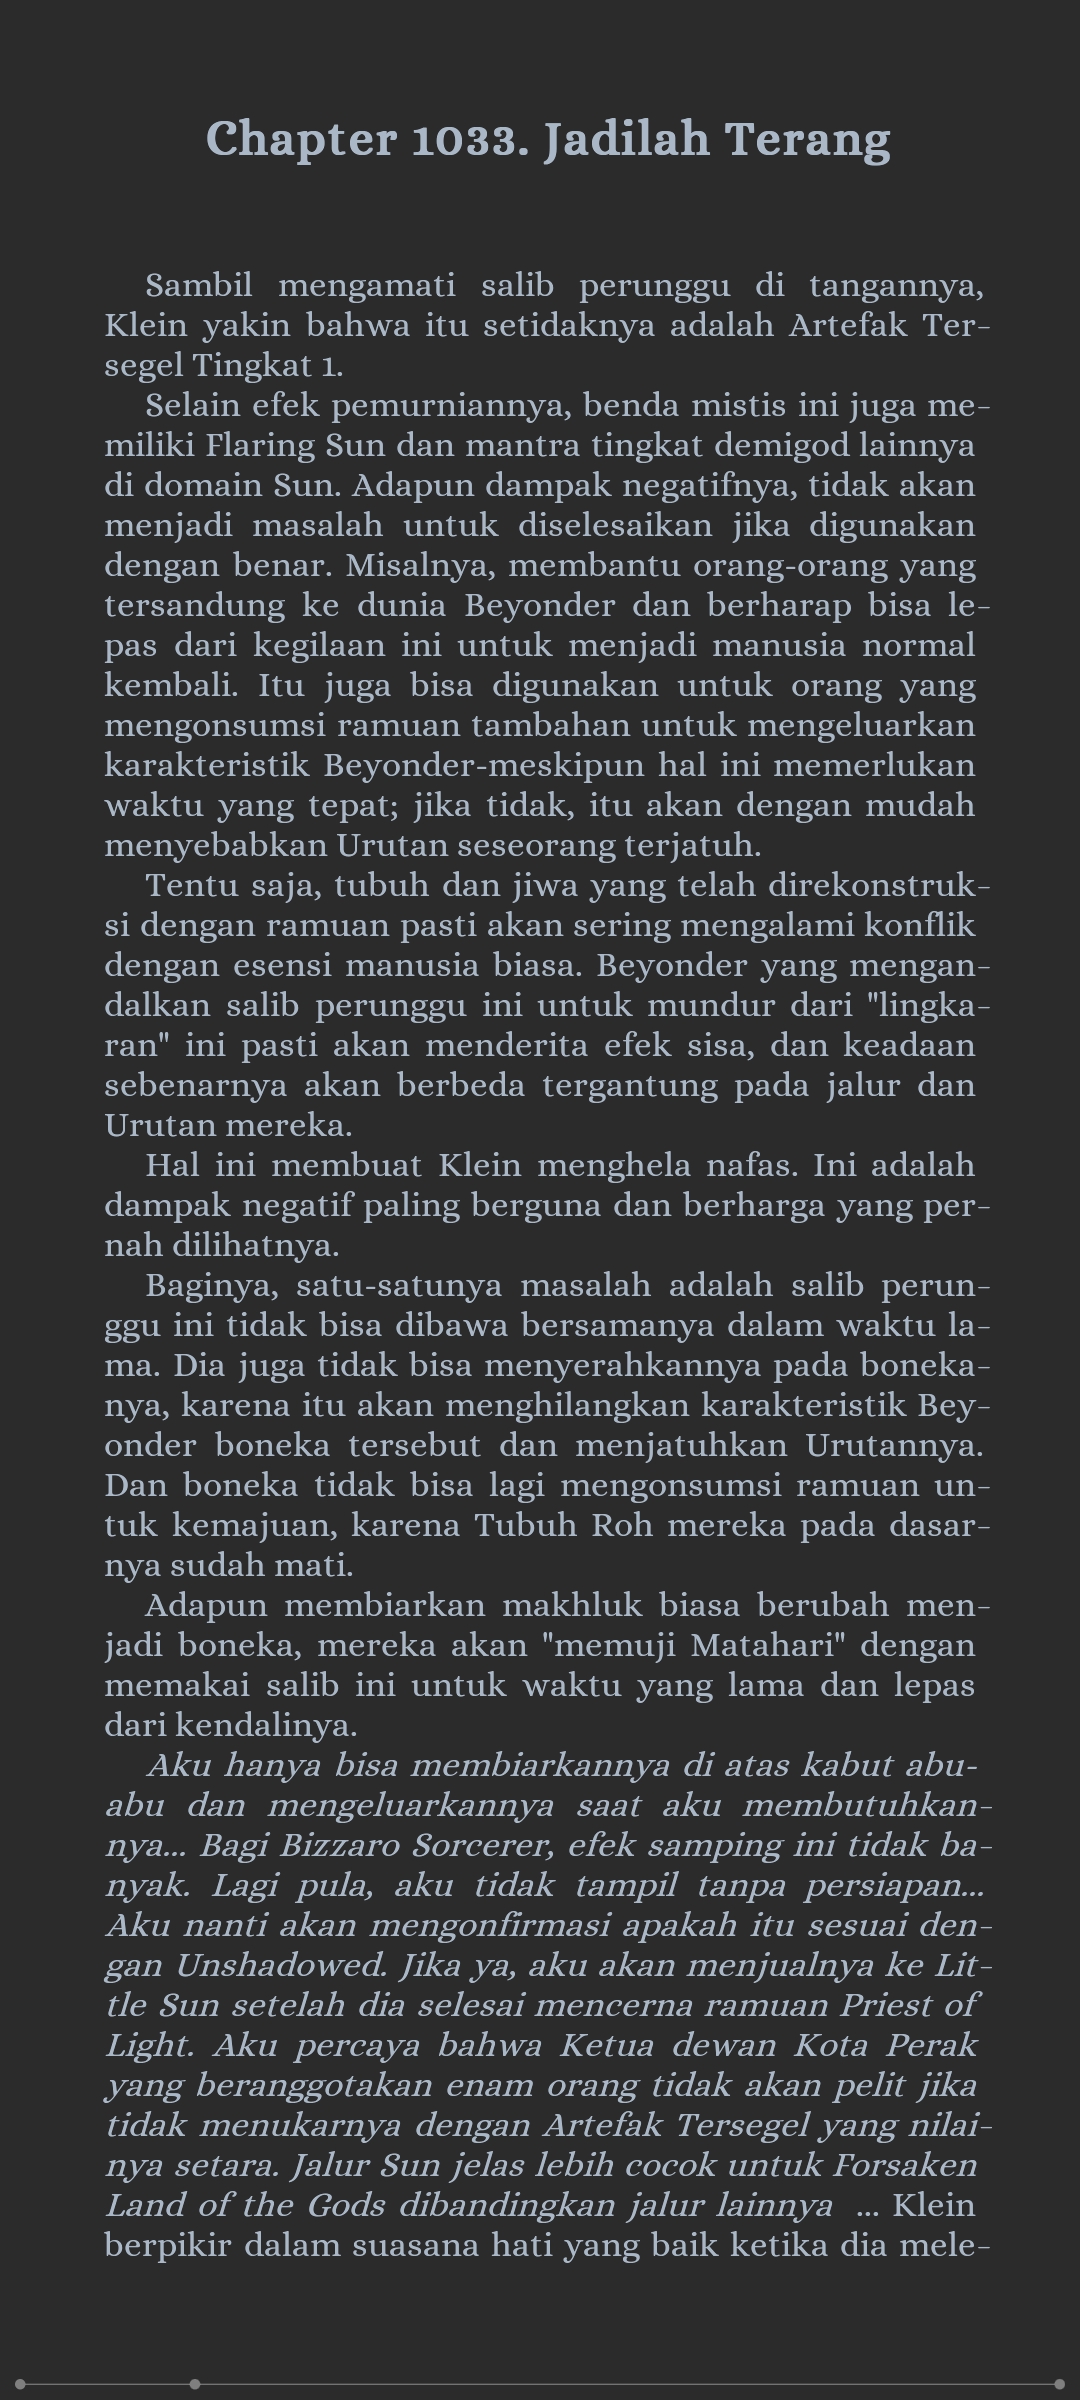 Chapter 1033. Jadilah Terang
Sambil mengamati salib perunggu di tangannya,
Klein yakin bahwa itu setidaknya adalah Artefak Ter-
segel Tingkat 1.
Selain efek pemurniannya, benda mistis ini juga me-
miliki Flaring Sun dan mantra tingkat demigod lainnya
di domain Sun. Adapun dampak negatifnya, tidak akan
menjadi masalah untuk diselesaikan jika digunakan
dengan benar. Misalnya, membantu orang-orang yang
tersandung ke dunia Beyonder dan berharap bisa le-
pas dari kegilaan ini untuk menjadi manusia normal
kembali. Itu juga bisa digunakan untuk orang yang
mengonsumsi ramuan tambahan untuk mengeluarkan
karakteristik Beyonder-meskipun hal ini memerlukan
waktu yang tepat; jika tidak, itu akan dengan mudah
menyebabkan Urutan seseorang terjatuh.
Tentu saja, tubuh dan jiwa yang telah direkonstruk-
si dengan ramuan pasti akan sering mengalami konflik
dengan esensi manusia biasa. Beyonder yang mengan-
dalkan salib perunggu ini untuk mundur dari "lingka-
ran" ini pasti akan menderita efek sisa, dan keadaan
sebenarnya akan berbeda tergantung pada jalur dan
Urutan mereka.
Hal ini membuat Klein menghela nafas. Ini adalah
dampak negatif paling berguna dan berharga yang per-
nah dilihatnya.
Baginya, satu-satunya masalah adalah salib perun-
ggu ini tidak bisa dibawa bersamanya dalam waktu la-
ma. Dia juga tidak bisa menyerahkannya pada boneka-
nya, karena itu akan menghilangkan karakteristik Bey-
onder boneka tersebut dan menjatuhkan Urutannya.
Dan boneka tidak bisa lagi mengonsumsi ramuan un-
tuk kemajuan, karena Tubuh Roh mereka pada dasar-
nya sudah mati.
Adapun membiarkan makhluk biasa berubah men-
jadi boneka, mereka akan "memuji Matahari" dengan
memakai salib ini untuk waktu yang lama dan lepas
dari kendalinya.
Aku hanya bisa membiarkannya di atas kabut abu-
abu dan mengeluarkannya saat aku membutuhkan-
nya... Bagi Bizzaro Sorcerer, efek samping ini tidak ba-
nyak. Lagi pula, aku tidak tampil tanpa persiapan...
Aku nanti akan mengonfirmasi apakah itu sesuai den-
gan Unshadowed. Jika ya, aku akan menjualnya ke Lit-
tle Sun setelah dia selesai mencerna ramuan Priest of
Light. Aku percaya bahwa Ketua dewan Kota Perak
yang beranggotakan enam orang tidak akan pelit jika
tidak menukarnya dengan Artefak Tersegel yang nilai-
nya setara. Jalur Sun jelas lebih cocok untuk Forsaken
Land of the Gods dibandingkan jalur lainnya ... Klein
berpikir dalam suasana hati yang baik ketika dia mele-